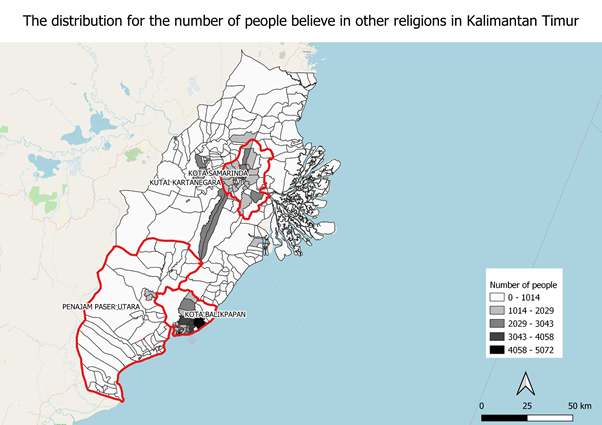 The distribution for the number of people believe in other religions in Kalimantan Timur
KOTA SAMARINDA
KUTAI KARTANEGARA
PENAJAM PASER UTARA
KOTA BALIKPAPAN
Number of people
0 - 1014
1014 - 2029
2029 - 3043
3043 - 4058
4058 - 5072
0 25 50 km